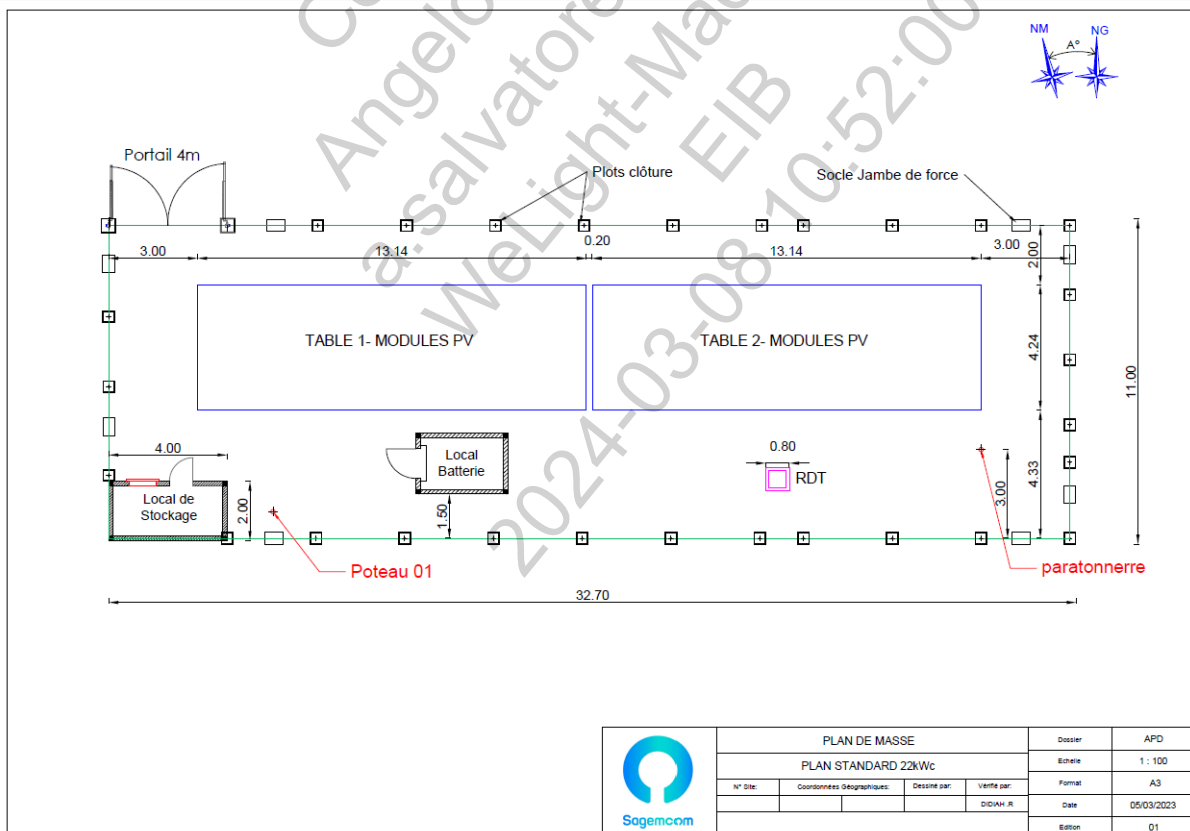 NM
NG
A°
Portail 4m
Plots clôture
Socle Jambe de force
3.00
13.14
0.20
13.14
3.00
2.00
TABLE 1- MODULES PV
TABLE 2- MODULES PV
4.24
11.00
4.00
Local
Batterie
0.80
RDT
4.33
3.00
Local de
Stockage
2.00
1.50
Poteau 01
paratonnerre
32.70
Angelo
a.salvatore
WeLight-Mad
EIB
2024-03-08 10:52:00
Sagemcom
PLAN DE MASSE
PLAN STANDARD 22kWc
N° Site:
Coordonnées Géographiques:
Dessiné par:
Vérifié par:
DIDIAH .R
Dossier
APD
Echelle
1 : 100
Format
A3
Date
05/03/2023
Edition
01